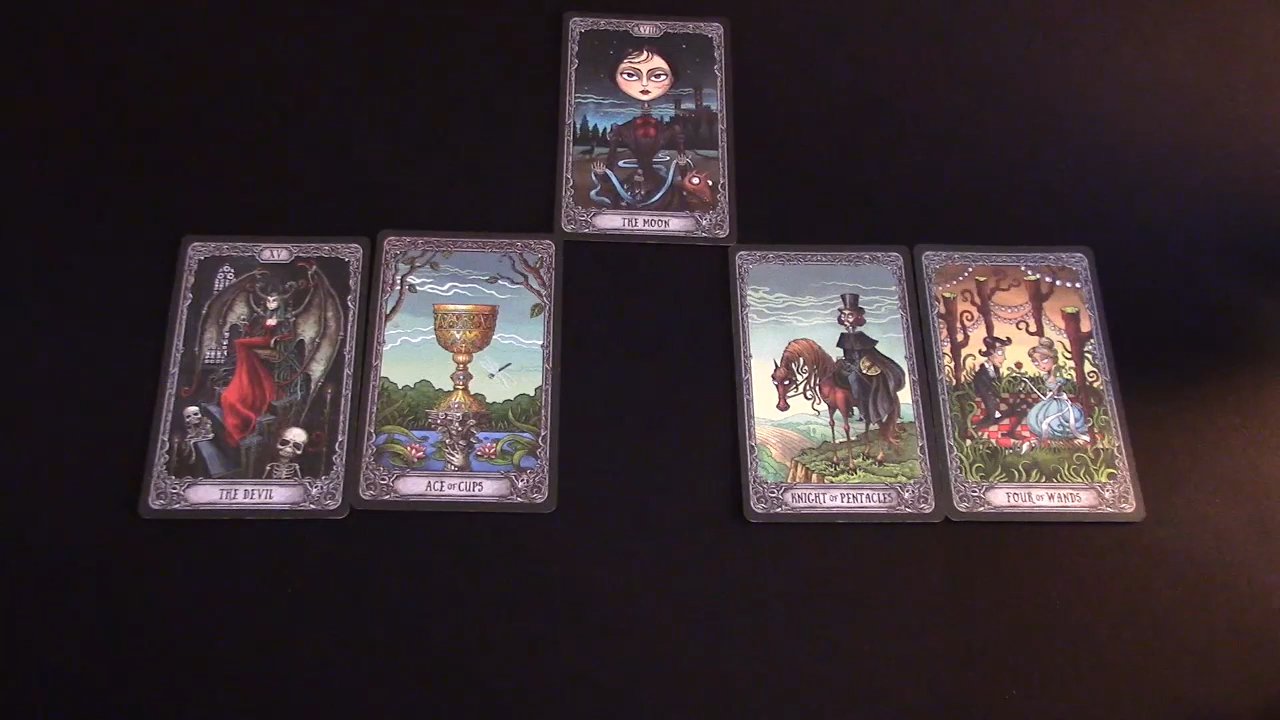 XVIII
THE MOON
XV
THE DEVIL
ACE OF CUPS
KNIGHT OF PENTACLES
FOUR OF WANDS